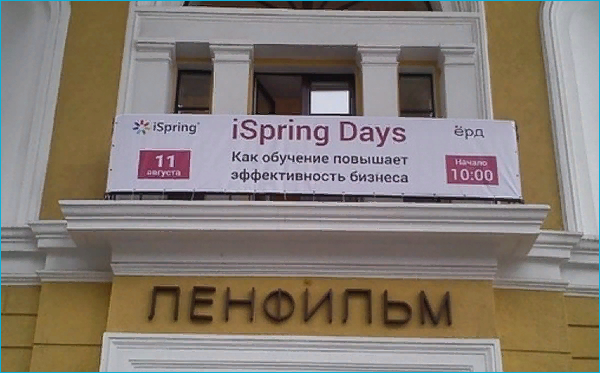 iSpring
iSpring Days
ёрд
11
августа
Как обучение повышает
эффективность бизнеса
Начало
10:00
ЛЕНФИЛЬМ